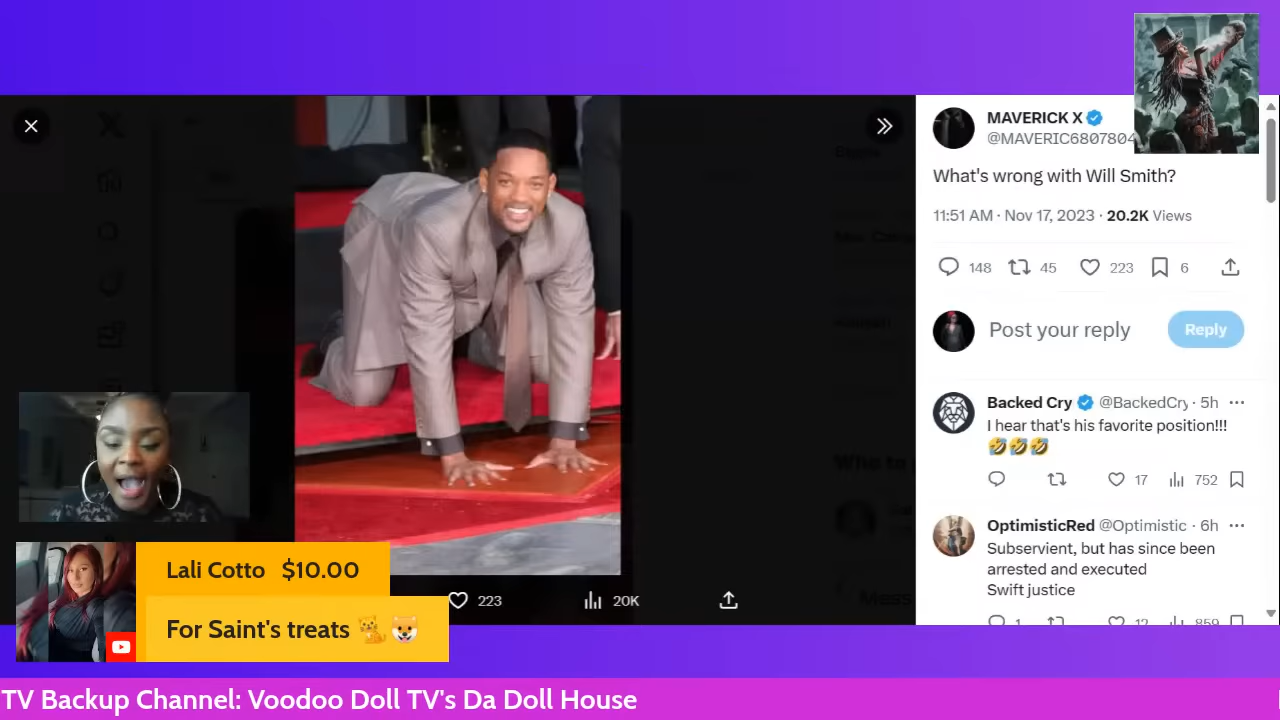 MAVERICK X
@MAVERIC6807804
What's wrong with Will Smith?
11:51 AM · Nov 17, 2023 · 20.2K Views
148 45 223 6
Post your reply
Reply
Backed Cry @BackedCry · 5h
I hear that's his favorite position!!!
🤣🤣🤣
17 752
OptimisticRed @Optimistic · 6h
Subservient, but has since been
arrested and executed
Swift justice
1 12 859
223 20K
Lali Cotto $10.00
For Saint's treats
TV Backup Channel: Voodoo Doll TV's Da Doll House